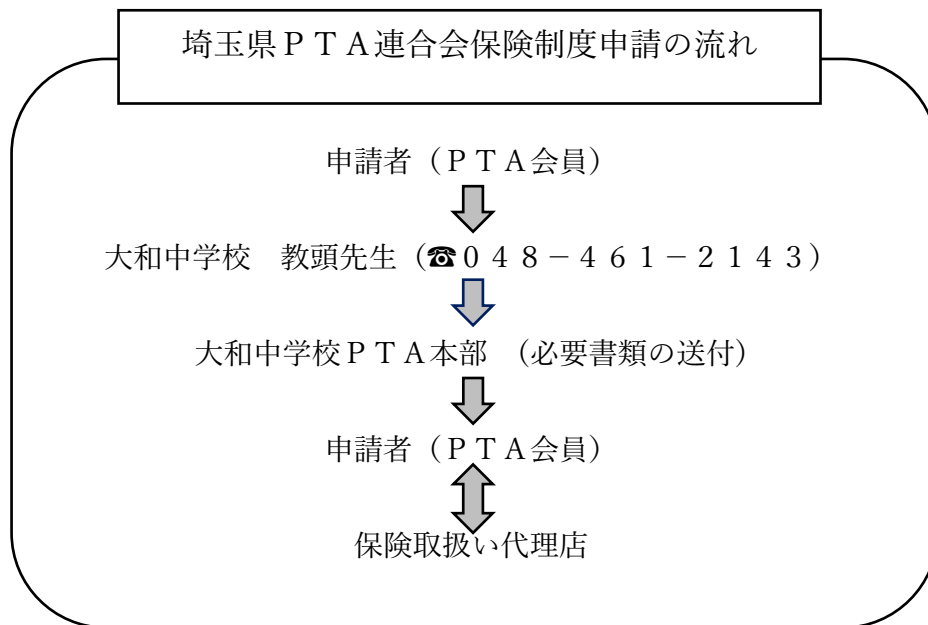 埼玉県ＰＴＡ連合会保険制度申請の流れ
申請者（ＰＴＡ会員）
大和中学校　教頭先生（☎０４８－４６１－２１４３）
大和中学校ＰＴＡ本部　（必要書類の送付）
申請者（ＰＴＡ会員）
保険取扱い代理店